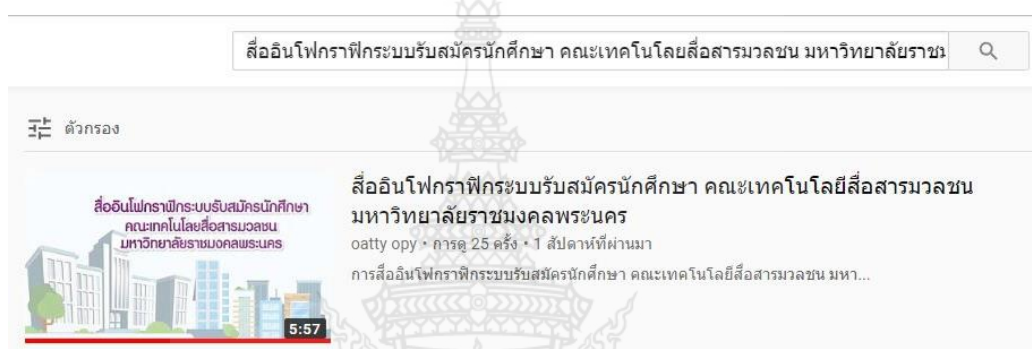 สื่ออินโฟกราฟิกระบบรับสมัครนักศึกษา คณะเทคโนโลยสื่อสารมวลชน มหาวิทยาลัยราชม
ตัวกรอง
สื่ออินโฟกราฟิกระบบรับสมัครนักศึกษา
คณะเทคโนโลยสื่อสารมวลชน
มหาวิทยาลัยราชมงคลพระนคร
5:57
สื่ออินโฟกราฟิกระบบรับสมัครนักศึกษา คณะเทคโนโลยีสื่อสารมวลชน
มหาวิทยาลัยราชมงคลพระนคร
oatty opy • การดู 25 ครั้ง • 1 สัปดาห์ที่ผ่านมา
การสื่ออินโฟกราฟิกระบบรับสมัครนักศึกษา คณะเทคโนโลยีสื่อสารมวลชน มหา...